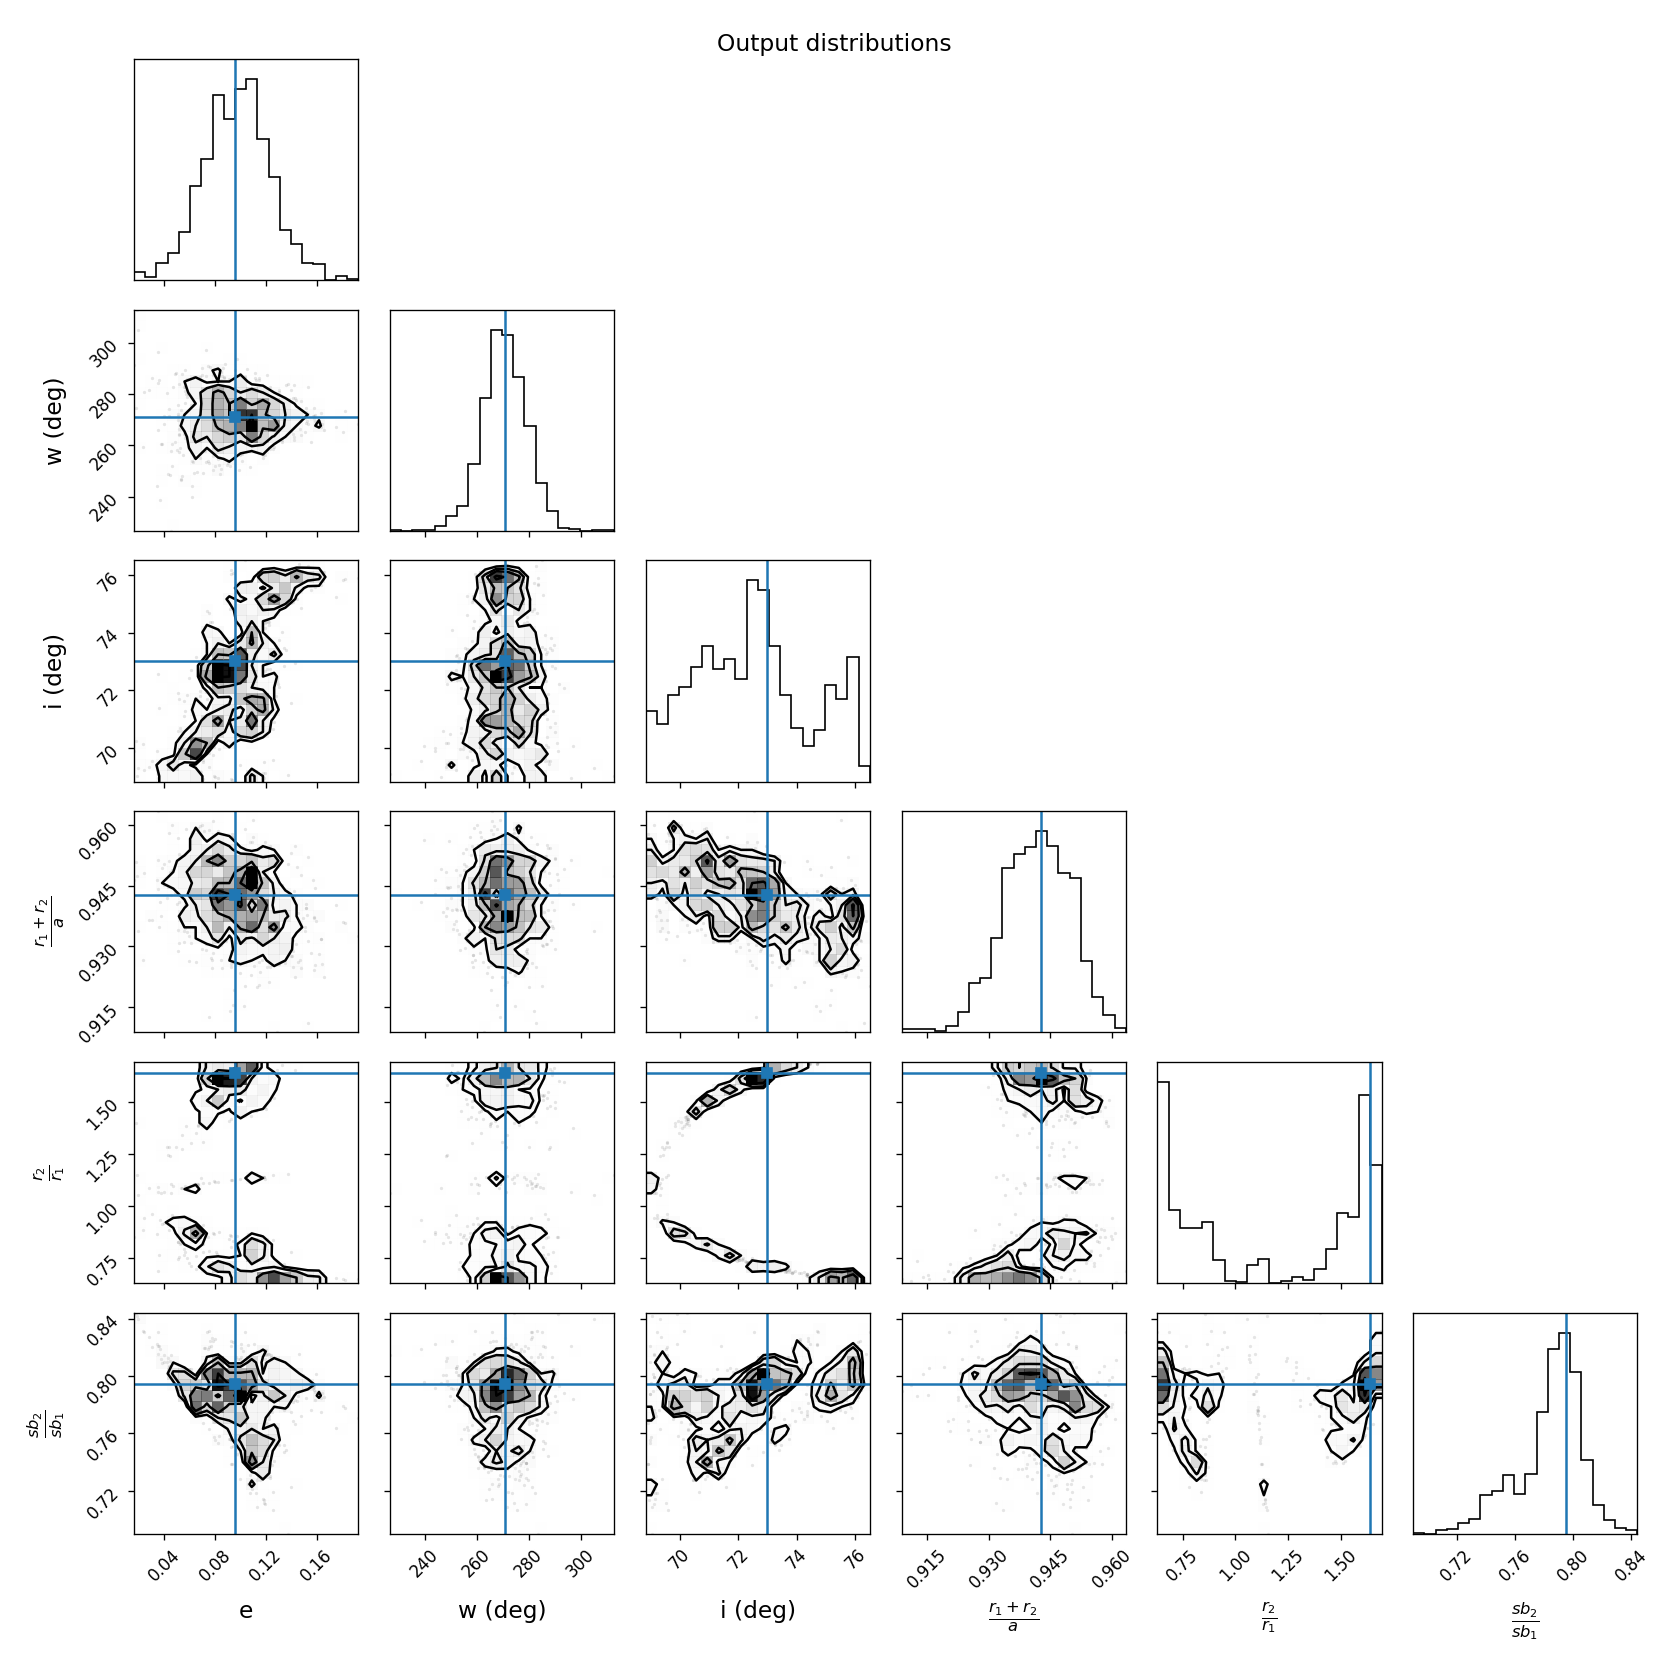 Output distributions
w (deg)
300
280
260
240
i (deg)
76
74
72
70
r₁ + r₂
a
0.960
0.945
0.930
0.915
r₂
r₁
1.50
1.25
1.00
0.75
sb₂
sb₁
0.84
0.80
0.76
0.72
0.04 0.08 0.12 0.16 240 260 280 300 70 72 74 76 0.915 0.930 0.945 0.960 0.75 1.00 1.25 1.50 0.72 0.76 0.80 0.84
e w (deg) i (deg) r₁ + r₂ r₂ sb₂
a r₁ sb₁